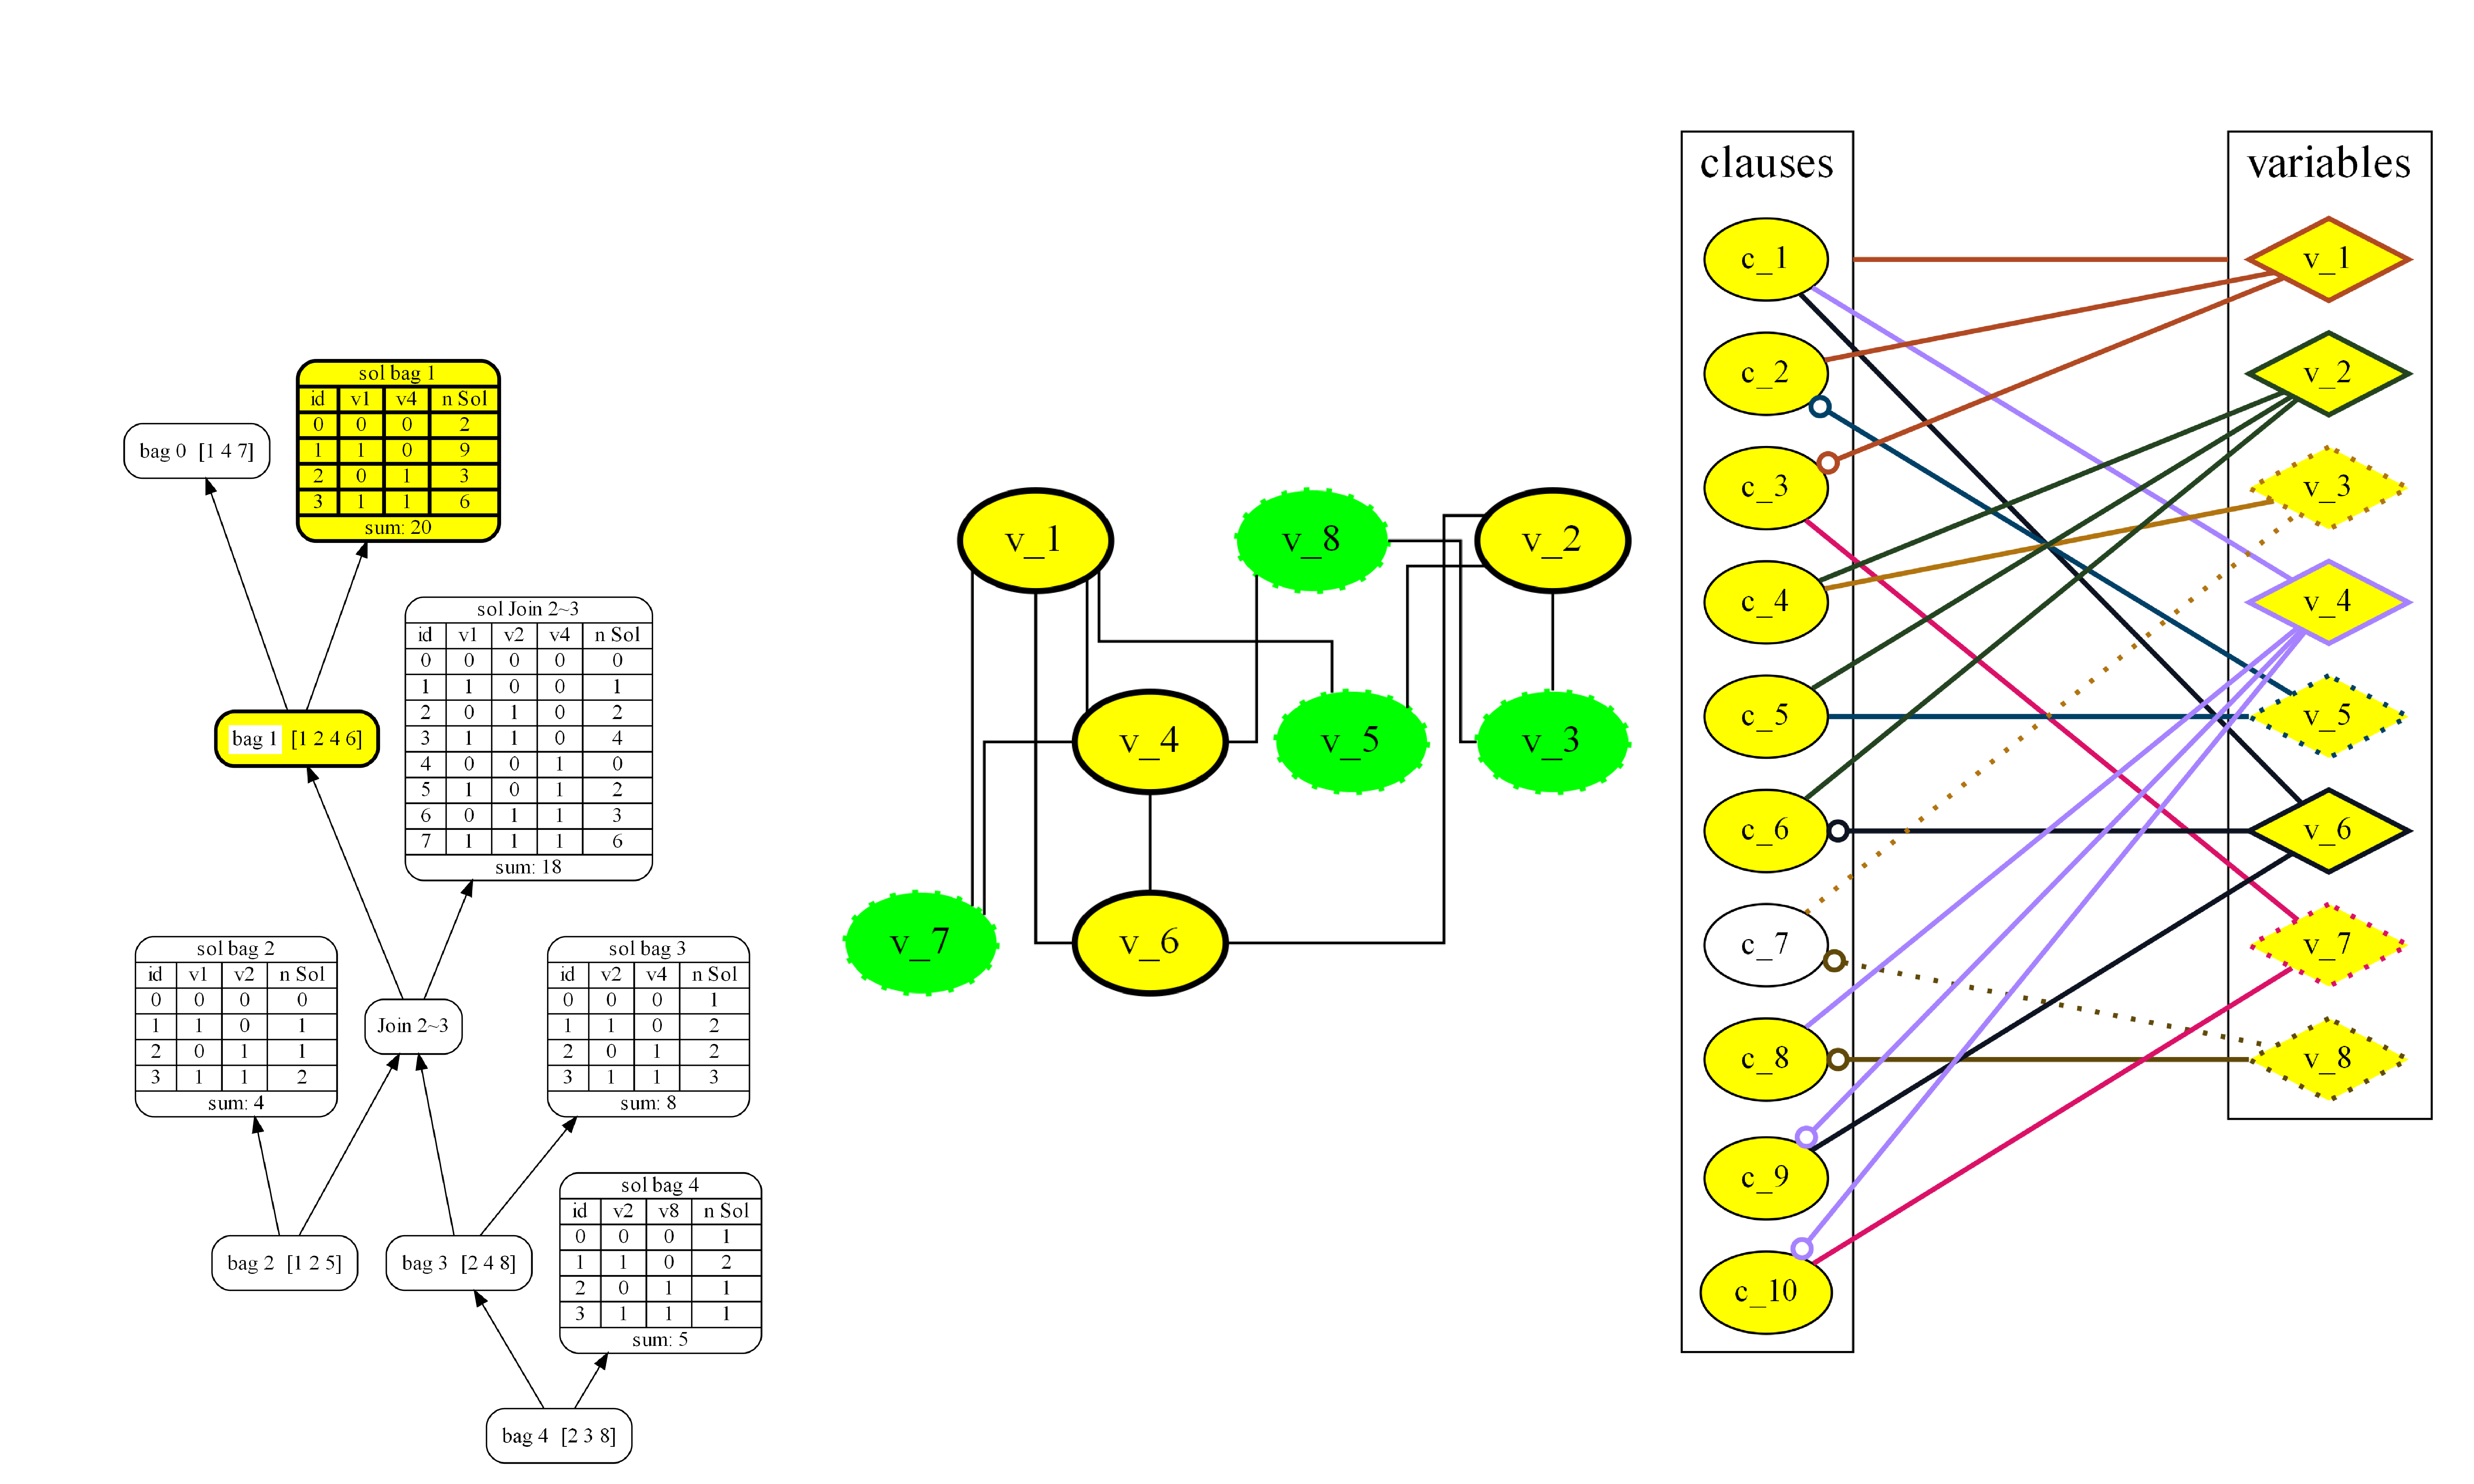 sol bag 1
id v1 v4 n Sol
0 0 0 2
1 1 0 9
2 0 1 3
3 1 1 6
sum: 20
bag 0 [1 4 7]
sol Join 2~3
id v1 v2 v4 n Sol
0 0 0 0 0
1 1 0 0 1
2 0 1 0 2
3 1 1 0 4
4 0 0 1 0
5 1 0 1 2
6 0 1 1 3
7 1 1 1 6
sum: 18
bag 1 [1 2 4 6]
sol bag 2
id v1 v2 n Sol
0 0 0 0
1 1 0 1
2 0 1 1
3 1 1 2
sum: 4
Join 2~3
sol bag 3
id v2 v4 n Sol
0 0 0 1
1 1 0 2
2 0 1 2
3 1 1 3
sum: 8
sol bag 4
id v2 v8 n Sol
0 0 0 1
1 1 0 2
2 0 1 1
3 1 1 1
sum: 5
bag 2 [1 2 5]
bag 3 [2 4 8]
bag 4 [2 3 8]
v_1
v_8
v_2
v_4
v_5
v_3
v_7
v_6
clauses
c_1
c_2
c_3
c_4
c_5
c_6
c_7
c_8
c_9
c_10
variables
v_1
v_2
v_3
v_4
v_5
v_6
v_7
v_8